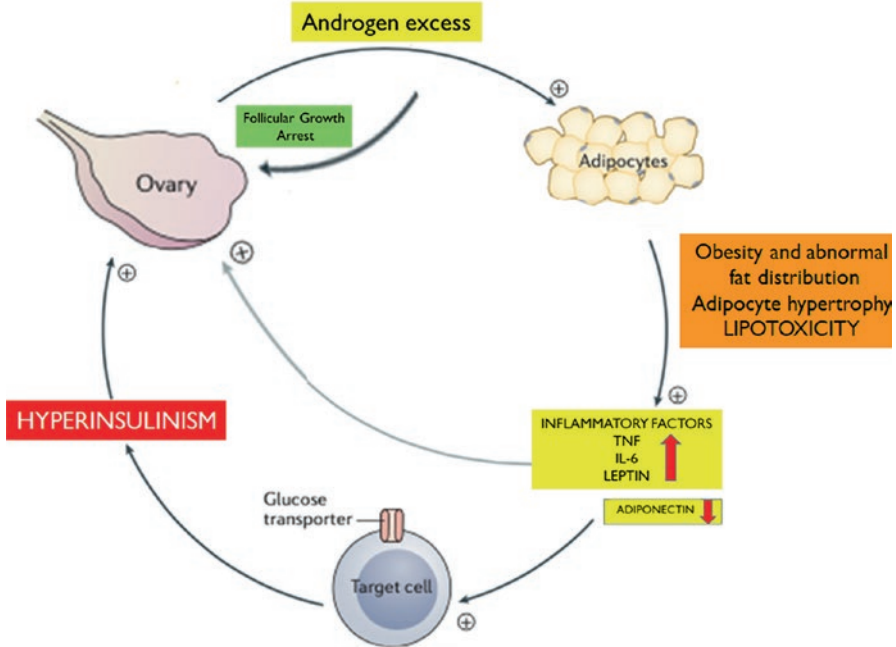 Androgen excess
Follicular Growth
Arrest
Ovary
Adipocytes
Obesity and abnormal
fat distribution
Adipocyte hypertrophy
LIPOTOXICITY
HYPERINSULINISM
INFLAMMATORY FACTORS
TNF
IL-6
LEPTIN
ADIPONECTIN
Glucose
transporter
Target cell